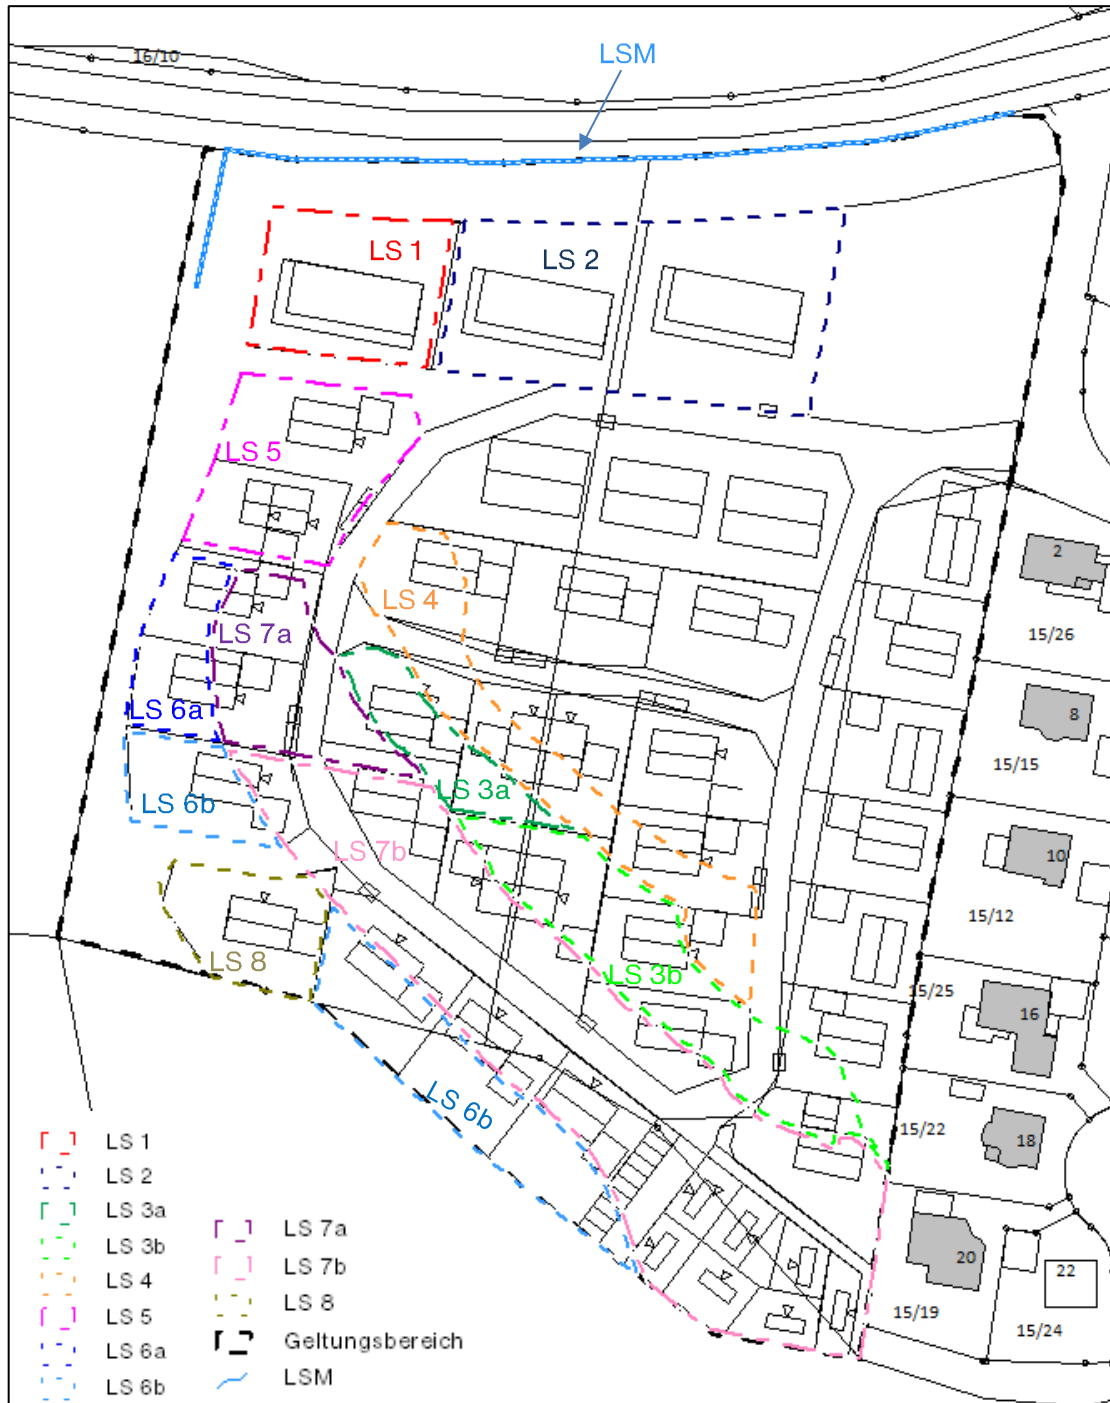 LSM
16/10
LS 1
LS 2
LS 5
2
LS 4
15/26
LS 7a
LS 6a
8
15/15
LS 3a
LS 6b
LS 7b
10
15/12
LS 8
LS 3b
15/25
16
LS 6b
15/22
18
20
22
15/19
15/24
LS 1
LS 2
LS 3a
LS 3b
LS 4
LS 5
LS 6a
LS 6b
LS 7a
LS 7b
LS 8
Geltungsbereich
LSM